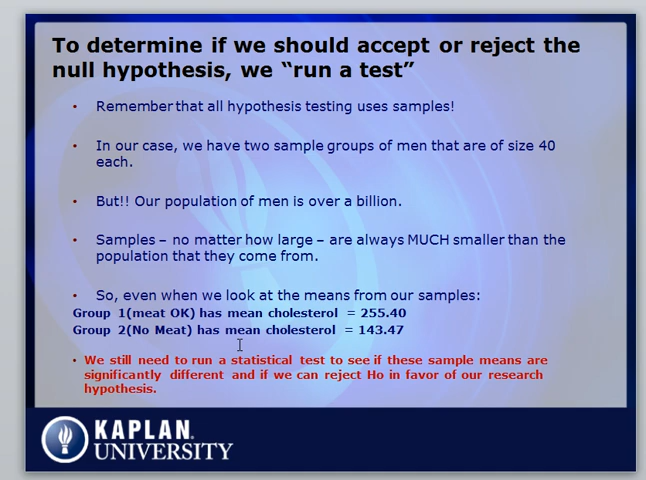 To determine if we should accept or reject the
null hypothesis, we “run a test”
• Remember that all hypothesis testing uses samples!
• In our case, we have two sample groups of men that are of size 40
each.
• But!! Our population of men is over a billion.
• Samples – no matter how large – are always MUCH smaller than the
population that they come from.
• So, even when we look at the means from our samples:
Group 1(meat OK) has mean cholesterol = 255.40
Group 2(No Meat) has mean cholesterol = 143.47
• We still need to run a statistical test to see if these sample means are
significantly different and if we can reject Ho in favor of our research
hypothesis.
KAPLAN
UNIVERSITY